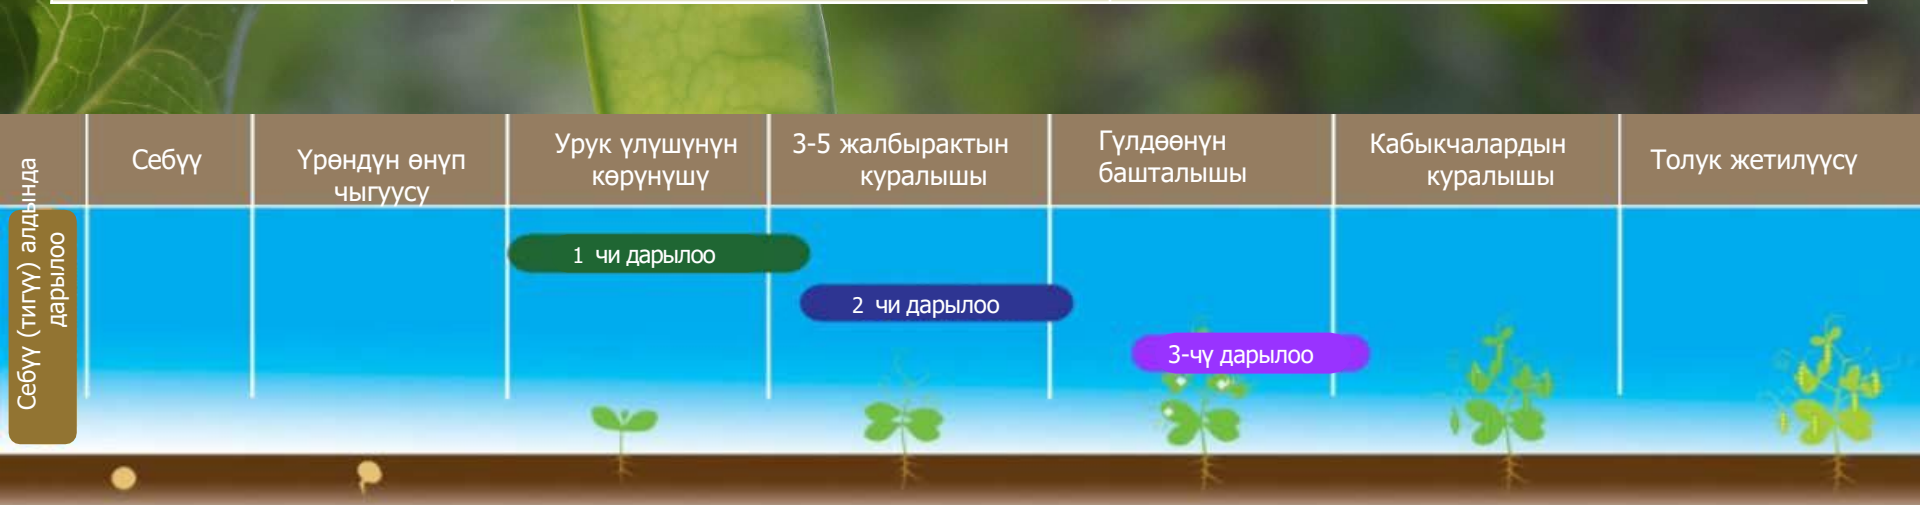 Себүү (тигүү) алдында
дарылоо
Себүү
Үрөндүн өнүп
чыгуусу
Урук үлүшүнүн
көрүнүшү
3-5 жалбырактын
куралышы
Гүлдөөнүн
башталышы
Кабыкчалардын
куралышы
Толук жетилүүсү
1 чи дарылоо
2 чи дарылоо
3-чү дарылоо